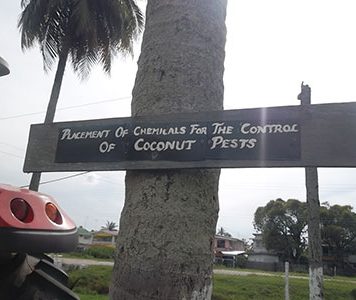 Placement Of Chemicals For The Control
Of Coconut Pests